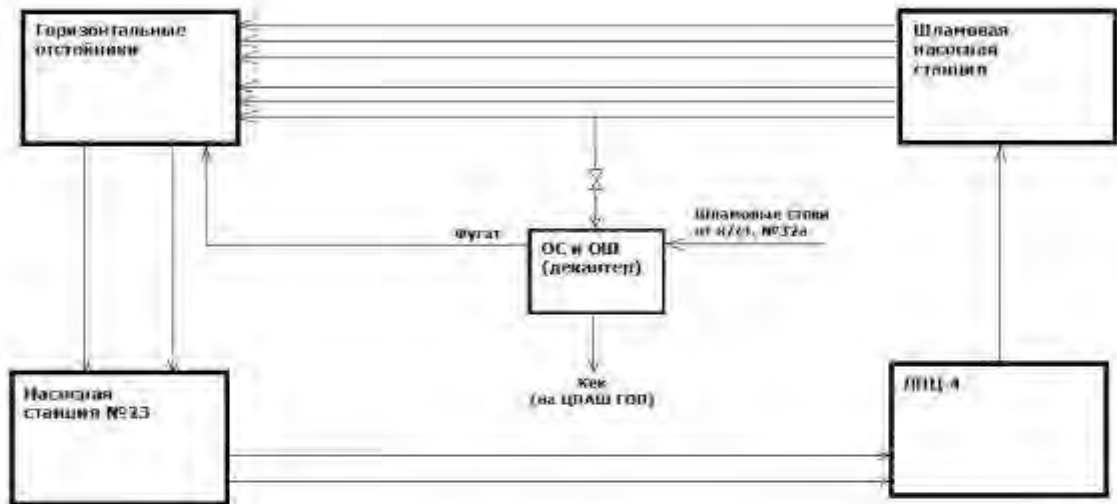 Горизонтальные
отстойники
Шламовая
насосная
станция
Шламовые стоки
от н/ст. №32а
Фугат
ОС и ОШ
(декантер)
Насосная
станция №23
Кек
(на ЦПАШ ГОП)
ЛПЦ-4